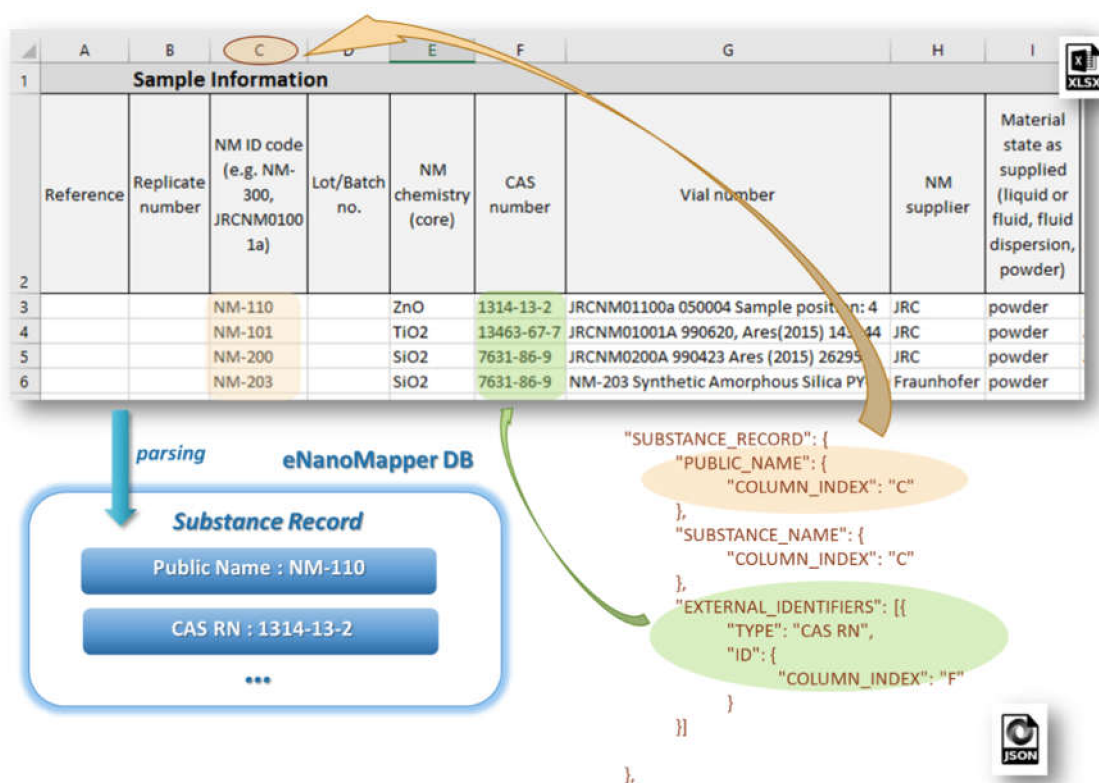 A B C D E F G H I
XLSX
1 Sample Information
2 Reference Replicate number NM ID code (e.g. NM-300, JRCNM01001a) Lot/Batch no. NM chemistry (core) CAS number Vial number NM supplier Material state as supplied (liquid or fluid, fluid dispersion, powder)
3 NM-110 ZnO 1314-13-2 JRCNM01100a 050004 Sample position: 4 JRC powder
4 NM-101 TiO2 13463-67-7 JRCNM01001A 990620, Ares(2015) JRC powder
5 NM-200 SiO2 7631-86-9 JRCNM0200A 990423 Ares (2015) 26295 JRC powder
6 NM-203 SiO2 7631-86-9 NM-203 Synthetic Amorphous Silica PY Fraunhofer powder
parsing
eNanoMapper DB
Substance Record
Public Name : NM-110
CAS RN : 1314-13-2
•••
"SUBSTANCE_RECORD": {
"PUBLIC_NAME": {
"COLUMN_INDEX": "C"
},
"SUBSTANCE_NAME": {
"COLUMN_INDEX": "C"
},
"EXTERNAL_IDENTIFIERS": [{
"TYPE": "CAS RN",
"ID": {
"COLUMN_INDEX": "F"
}
}]
},
JSON